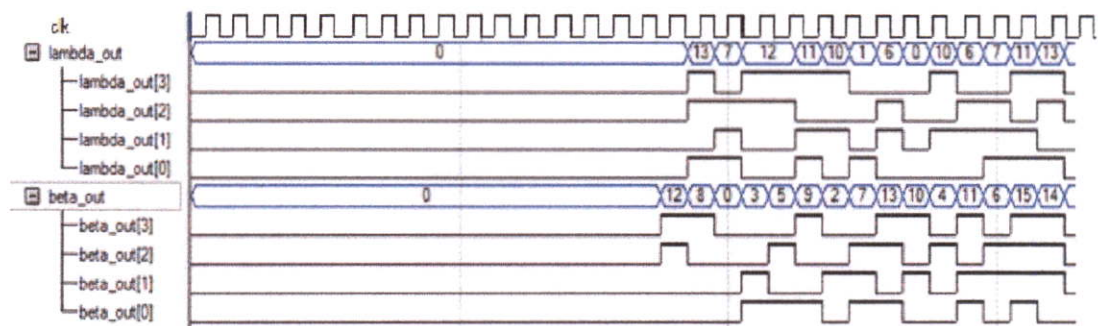 clk
lambda_out 0 13 7 12 11 10 1 6 0 10 6 7 11 13
lambda_out[3]
lambda_out[2]
lambda_out[1]
lambda_out[0]
beta_out 0 12 8 0 3 5 9 2 7 13 10 4 11 6 15 14
beta_out[3]
beta_out[2]
beta_out[1]
beta_out[0]